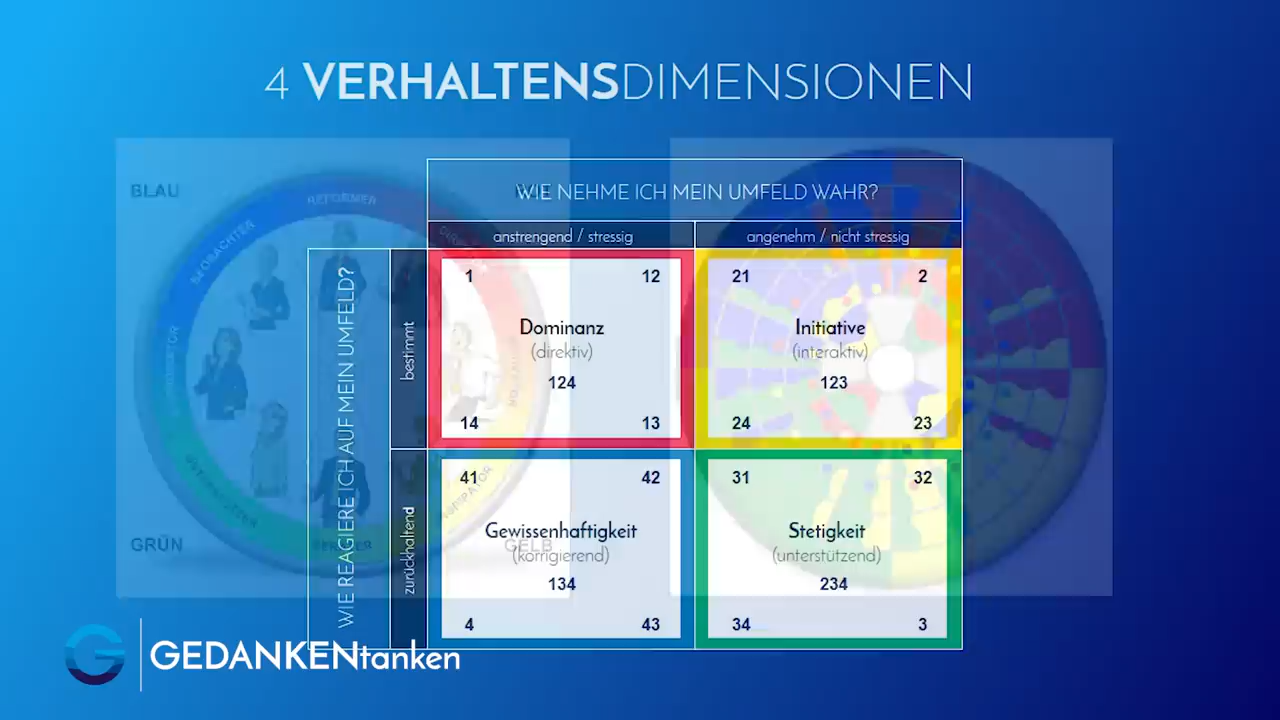 4 VERHALTENSDIMENSIONEN
BLAU
WIE NEHME ICH MEIN UMFELD WAHR?
anstrengend / stressig
angenehm / nicht stressig
WIE REAGIERE ICH AUF MEIN UMFELD?
bestimmt
1 12
Dominanz
(direktiv)
124
14 13
21 2
Initiative
(interaktiv)
123
24 23
zurückhaltend
41 42
Gewissenhaftigkeit
(korrigierend)
134
4 43
31 32
Stetigkeit
(unterstützend)
234
34 3
REFORMER
BEOBACHTER
GRÜN
GELB
GEDANKENtanken